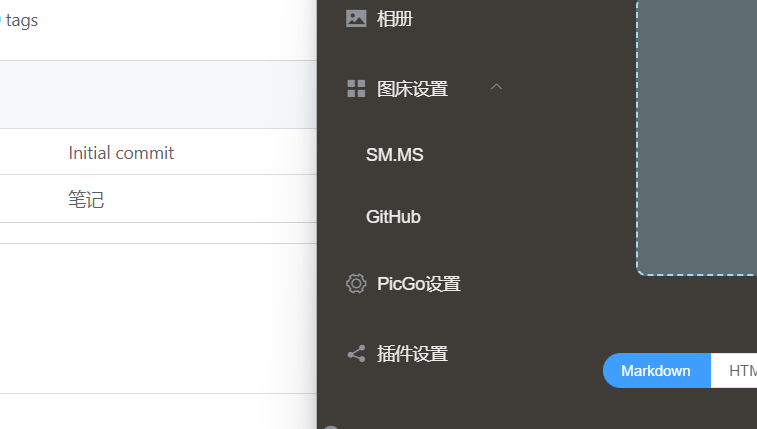 tags
Initial commit
笔记
相册
图床设置
SM.MS
GitHub
PicGo设置
插件设置
Markdown
HTM